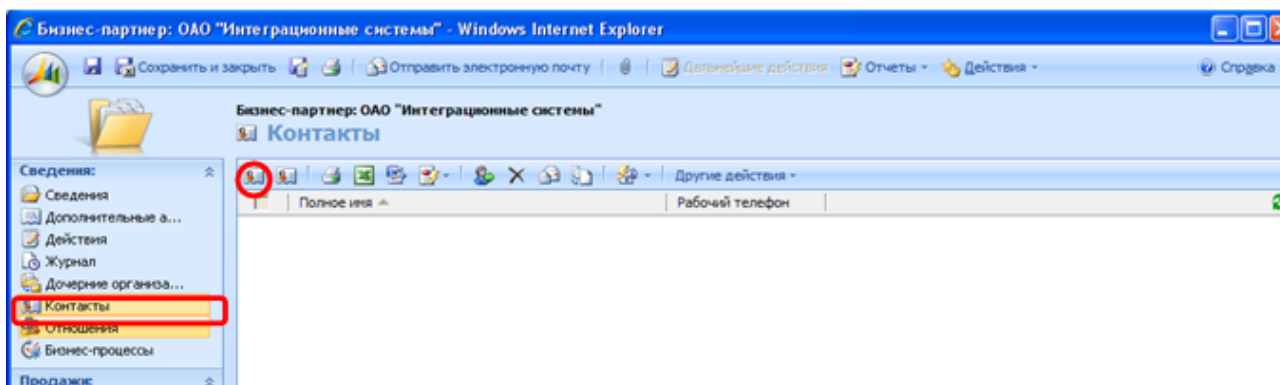 Бизнес-партнер: ОАО "Интеграционные системы" - Windows Internet Explorer
Сохранить и закрыть Отправить электронную почту Дальнейшие действия Отчеты Действия Справка
Бизнес-партнер: ОАО "Интеграционные системы"
Контакты
Сведения:
Другие действия
Полное имя Рабочий телефон
Сведения
Дополнительные а...
Действия
Журнал
Дочерние организа...
Контакты
Отношения
Бизнес-процессы
Продажи: